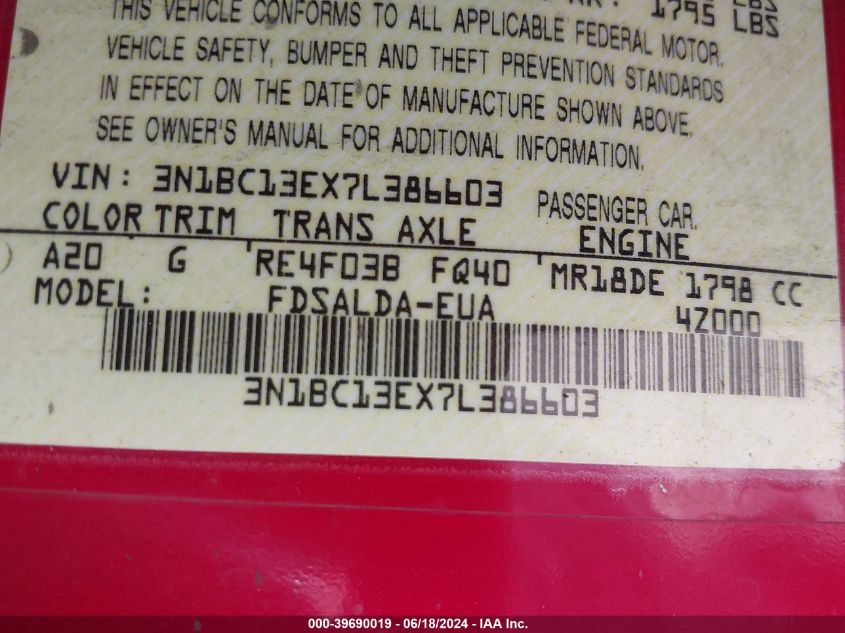 1795 LBS
THIS VEHICLE CONFORMS TO ALL APPLICABLE FEDERAL MOTOR
VEHICLE SAFETY, BUMPER AND THEFT PREVENTION STANDARDS
IN EFFECT ON THE DATE OF MANUFACTURE SHOWN ABOVE.
SEE OWNER'S MANUAL FOR ADDITIONAL INFORMATION.
VIN: 3N1BC13EX7L386603 PASSENGER CAR.
COLOR TRIM TRANS AXLE ENGINE
A20 G RE4F03B FQ40 MR18DE 1798 CC
MODEL: FDSALDA-EUA 4Z000
3N1BC13EX7L386603
000-39690019 - 06/18/2024 - IAA Inc.